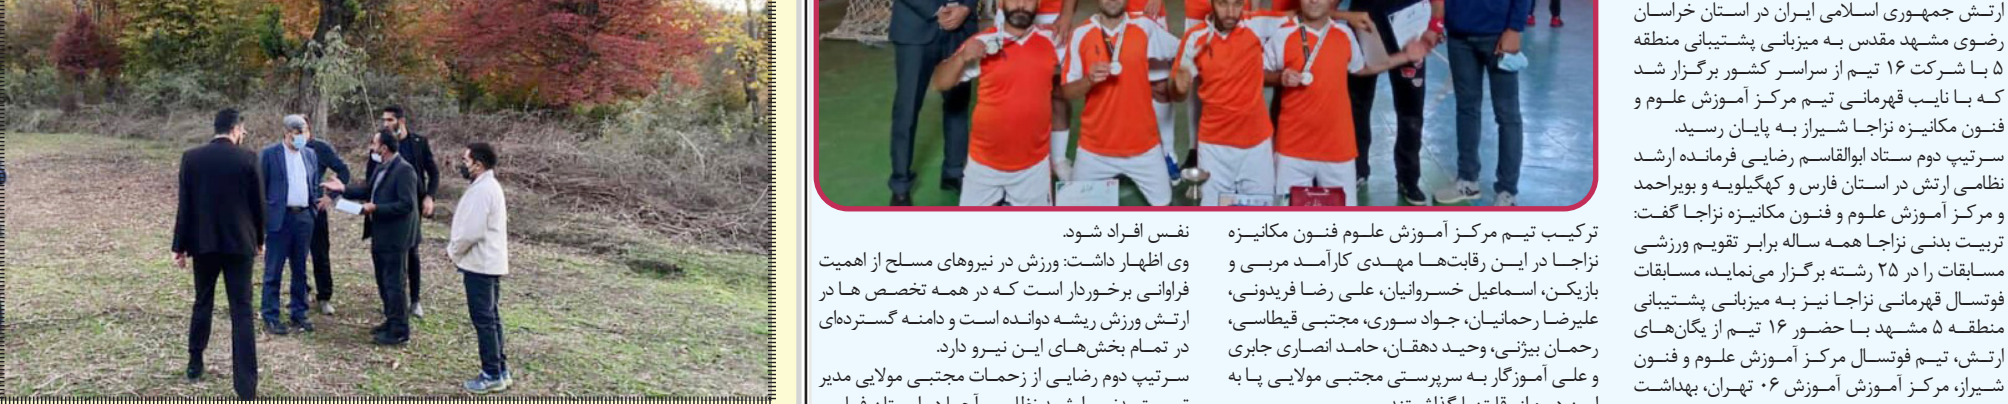 ارتش جمهوری اسلامی ایران در استان خراسان
رضوی مشهد مقدس به میزبانی پشتیبانی منطقه
۵ با شرکت ۱۶ تیم از سراسر کشور برگزار شد
که با نایب قهرمانی تیم مرکز آموزش علوم و
فنون مکانیزه نزاجا شیراز به پایان رسید.
سرتیپ دوم ستاد ابوالقاسم رضایی فرمانده ارشد
نظامی ارتش در استان فارس و کهگیلویه و بویراحمد
و مرکز آموزش علوم و فنون مکانیزه نزاجا گفت:
تربیت بدنی نزاجا همه ساله برابر تقویم ورزشی
مسابقات را در ۲۵ رشته برگزار می‌نماید، مسابقات
فوتسال قهرمانی نزاجا نیز به میزبانی پشتیبانی
منطقه ۵ مشهد با حضور ۱۶ تیم از یگان‌های
ارتش، تیم فوتسال مرکز آموزش علوم و فنون
شیراز، مرکز آموزش آموزش ۰۶ تهران، بهداشت
ترکیب تیم مرکز آموزش علوم فنون مکانیزه
نزاجا در این رقابت‌ها مهدی کارآمد مربی و
بازیکن، اسماعیل خسروانیان، علی رضا فریدونی،
علیرضا رحمانیان، جواد سوری، مجتبی قیطاسی،
رحمان بیژنی، وحید دهقان، حامد انصاری جابری
و علی آموزگار به سرپرستی مجتبی مولایی پا به
نفس افراد شود.
وی اظهار داشت: ورزش در نیروهای مسلح از اهمیت
فراوانی برخوردار است که در همه تخصص ها در
ارتش ورزش ریشه دوانده است و دامنه گسترده‌ای
در تمام بخش‌های این نیرو دارد.
سرتیپ دوم رضایی از زحمات مجتبی مولایی مدیر